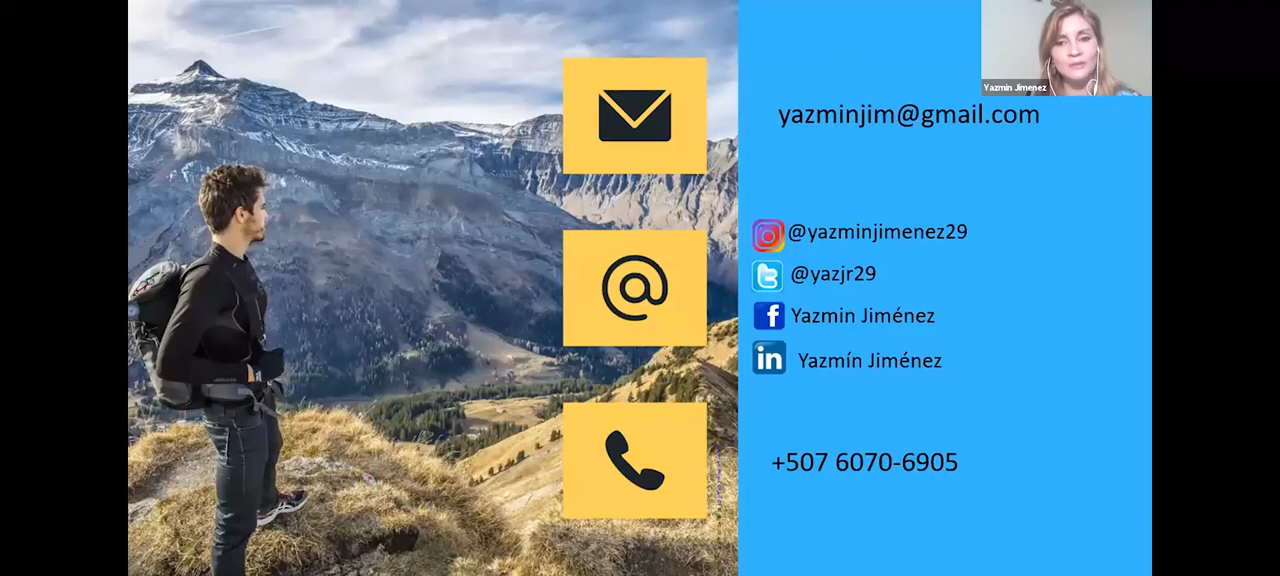 Yazmin Jimenez
yazminjim@gmail.com
@yazminjimenez29
@yazjr29
Yazmin Jiménez
Yazmín Jiménez
+507 6070-6905